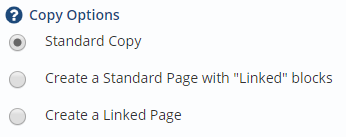 ? Copy Options
Standard Copy
Create a Standard Page with "Linked" blocks
Create a Linked Page